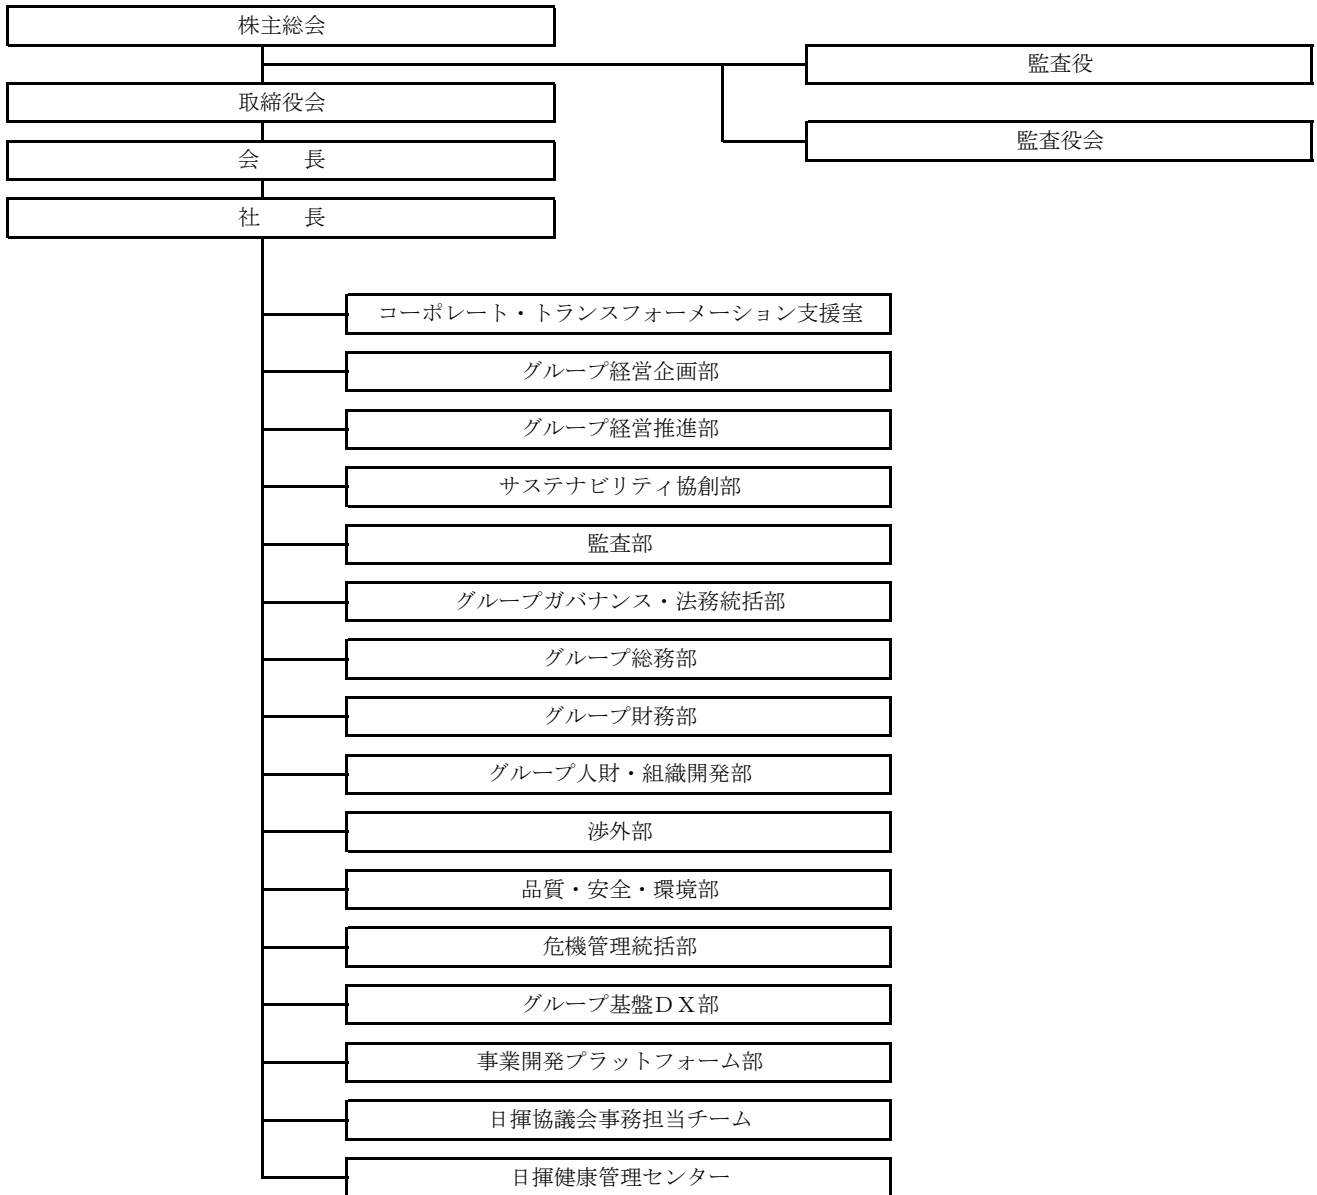 株主総会
監査役
取締役会
監査役会
会　　長
社　　長
コーポレート・トランスフォーメーション支援室
グループ経営企画部
グループ経営推進部
サステナビリティ協創部
監査部
グループガバナンス・法務統括部
グループ総務部
グループ財務部
グループ人財・組織開発部
渉外部
品質・安全・環境部
危機管理統括部
グループ基盤ＤＸ部
事業開発プラットフォーム部
日揮協議会事務担当チーム
日揮健康管理センター